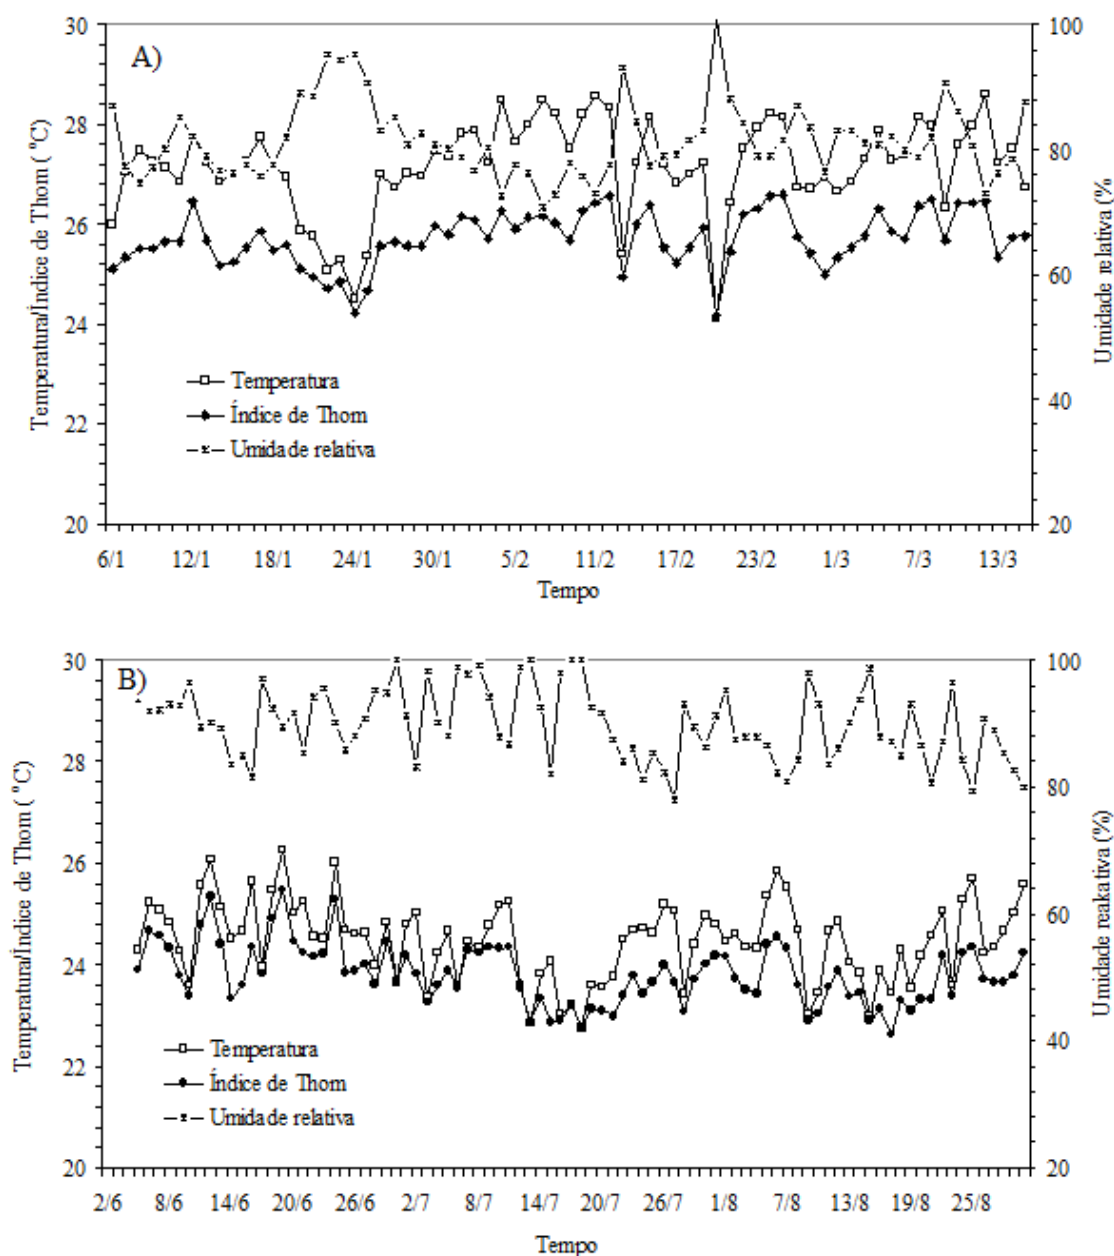 30
28
26
24
22
20
Temperatura/Índice de Thom ( °C)
A)
100
80
60
40
20
Umidade relativa (%
Temperatura
Índice de Thom
Umidade relativa
6/1 12/1 18/1 24/1 30/1 5/2 11/2 17/2 23/2 1/3 7/3 13/3
Tempo
30
28
26
24
22
20
Temperatura/Índice de Thom ( °C)
B)
100
80
60
40
20
Umidade reakativa (%)
Temperatura
Índice de Thom
Umidade relativa
2/6 8/6 14/6 20/6 26/6 2/7 8/7 14/7 20/7 26/7 1/8 7/8 13/8 19/8 25/8
Tempo